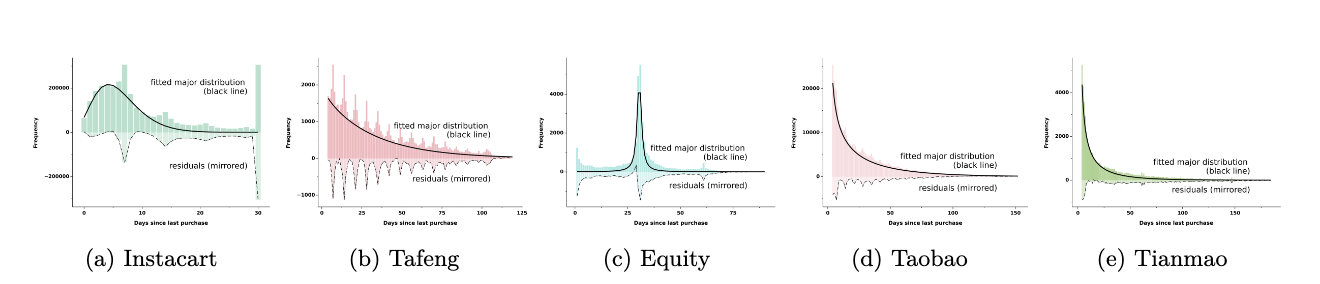 Frequency
200000
0
−200000
fitted major distribution
(black line)
residuals (mirrored)
0
10
20
30
Days since last purchase
(a) Instacart
Frequency
2000
1000
0
−1000
fitted major distribution
(black line)
residuals (mirrored)
0
25
50
75
100
125
Days since last purchase
(b) Tafeng
Frequency
4000
2000
0
fitted major distribution
(black line)
residuals (mirrored)
0
25
50
75
Days since last purchase
(c) Equity
Frequency
20000
10000
0
fitted major distribution
(black line)
residuals (mirrored)
0
50
100
150
Days since last purchase
(d) Taobao
Frequency
4000
2000
0
fitted major distribution
(black line)
residuals (mirrored)
0
50
100
150
Days since last purchase
(e) Tianmao